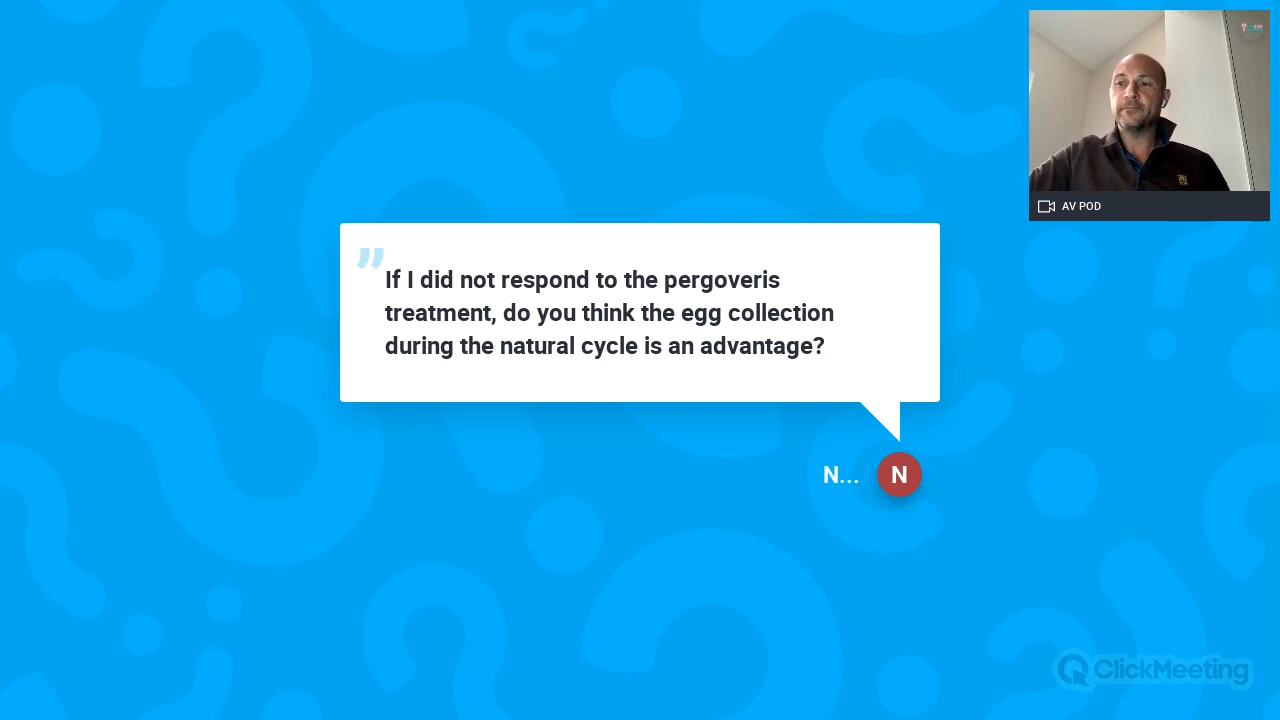 AV POD
"
If I did not respond to the pergoveris
treatment, do you think the egg collection
during the natural cycle is an advantage?
N... N
ClickMeeting